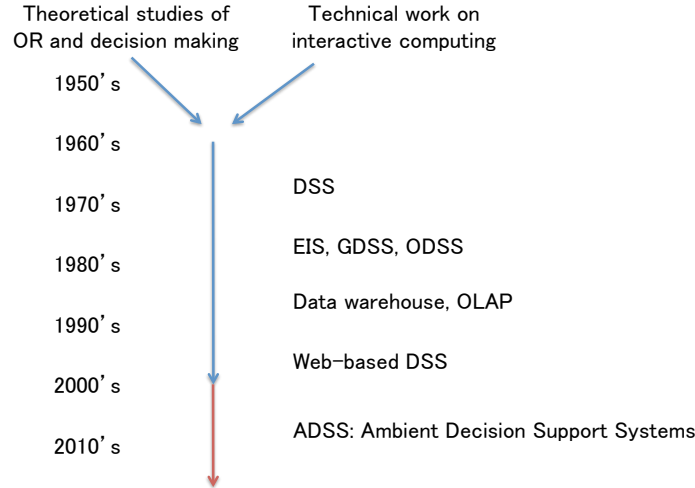 Theoretical studies of
OR and decision making
Technical work on
interactive computing
1950's
1960's
DSS
1970's
EIS, GDSS, ODSS
1980's
Data warehouse, OLAP
1990's
Web-based DSS
2000's
ADSS: Ambient Decision Support Systems
2010's